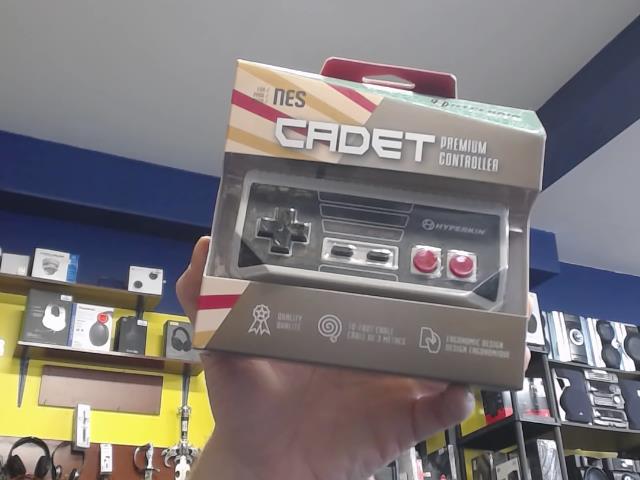 NES
CADET
PREMIUM
CONTROLLER
HYPERKIN
QUALITY
QUALITÉ
10 FOOT CABLE
CÂBLE DE 3 MÈTRES
ERGONOMIC DESIGN
DESIGN ERGONOMIQUE